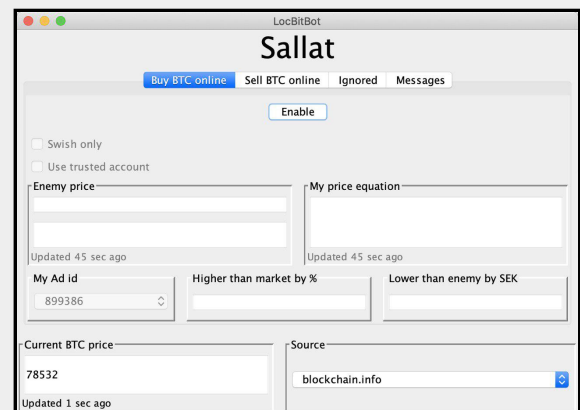 LocBitBot
Sallat
Buy BTC online Sell BTC online Ignored Messages
Enable
Swish only
Use trusted account
Enemy price My price equation
Updated 45 sec ago Updated 45 sec ago
My Ad id Higher than market by % Lower than enemy by SEK
899386
Current BTC price Source
78532 blockchain.info
Updated 1 sec ago